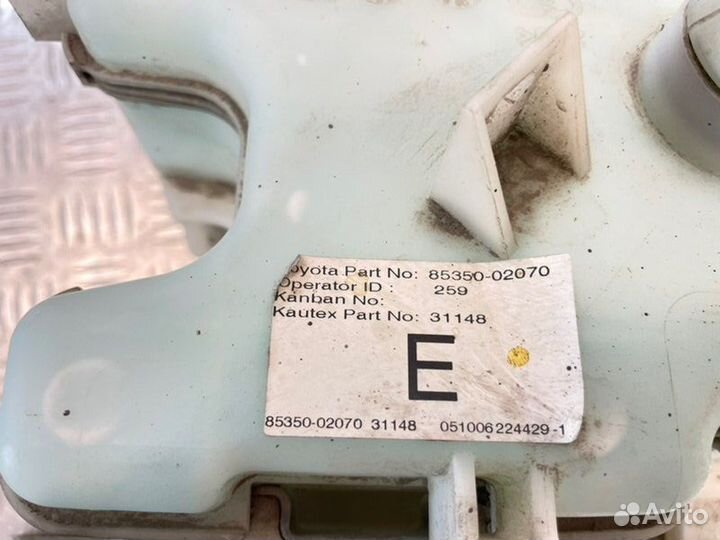 oyota Part No: 85350-02070
Operator ID : 259
Kanban No:
Kautex Part No: 31148
E
85350-02070 31148 051006224429-1
Avito